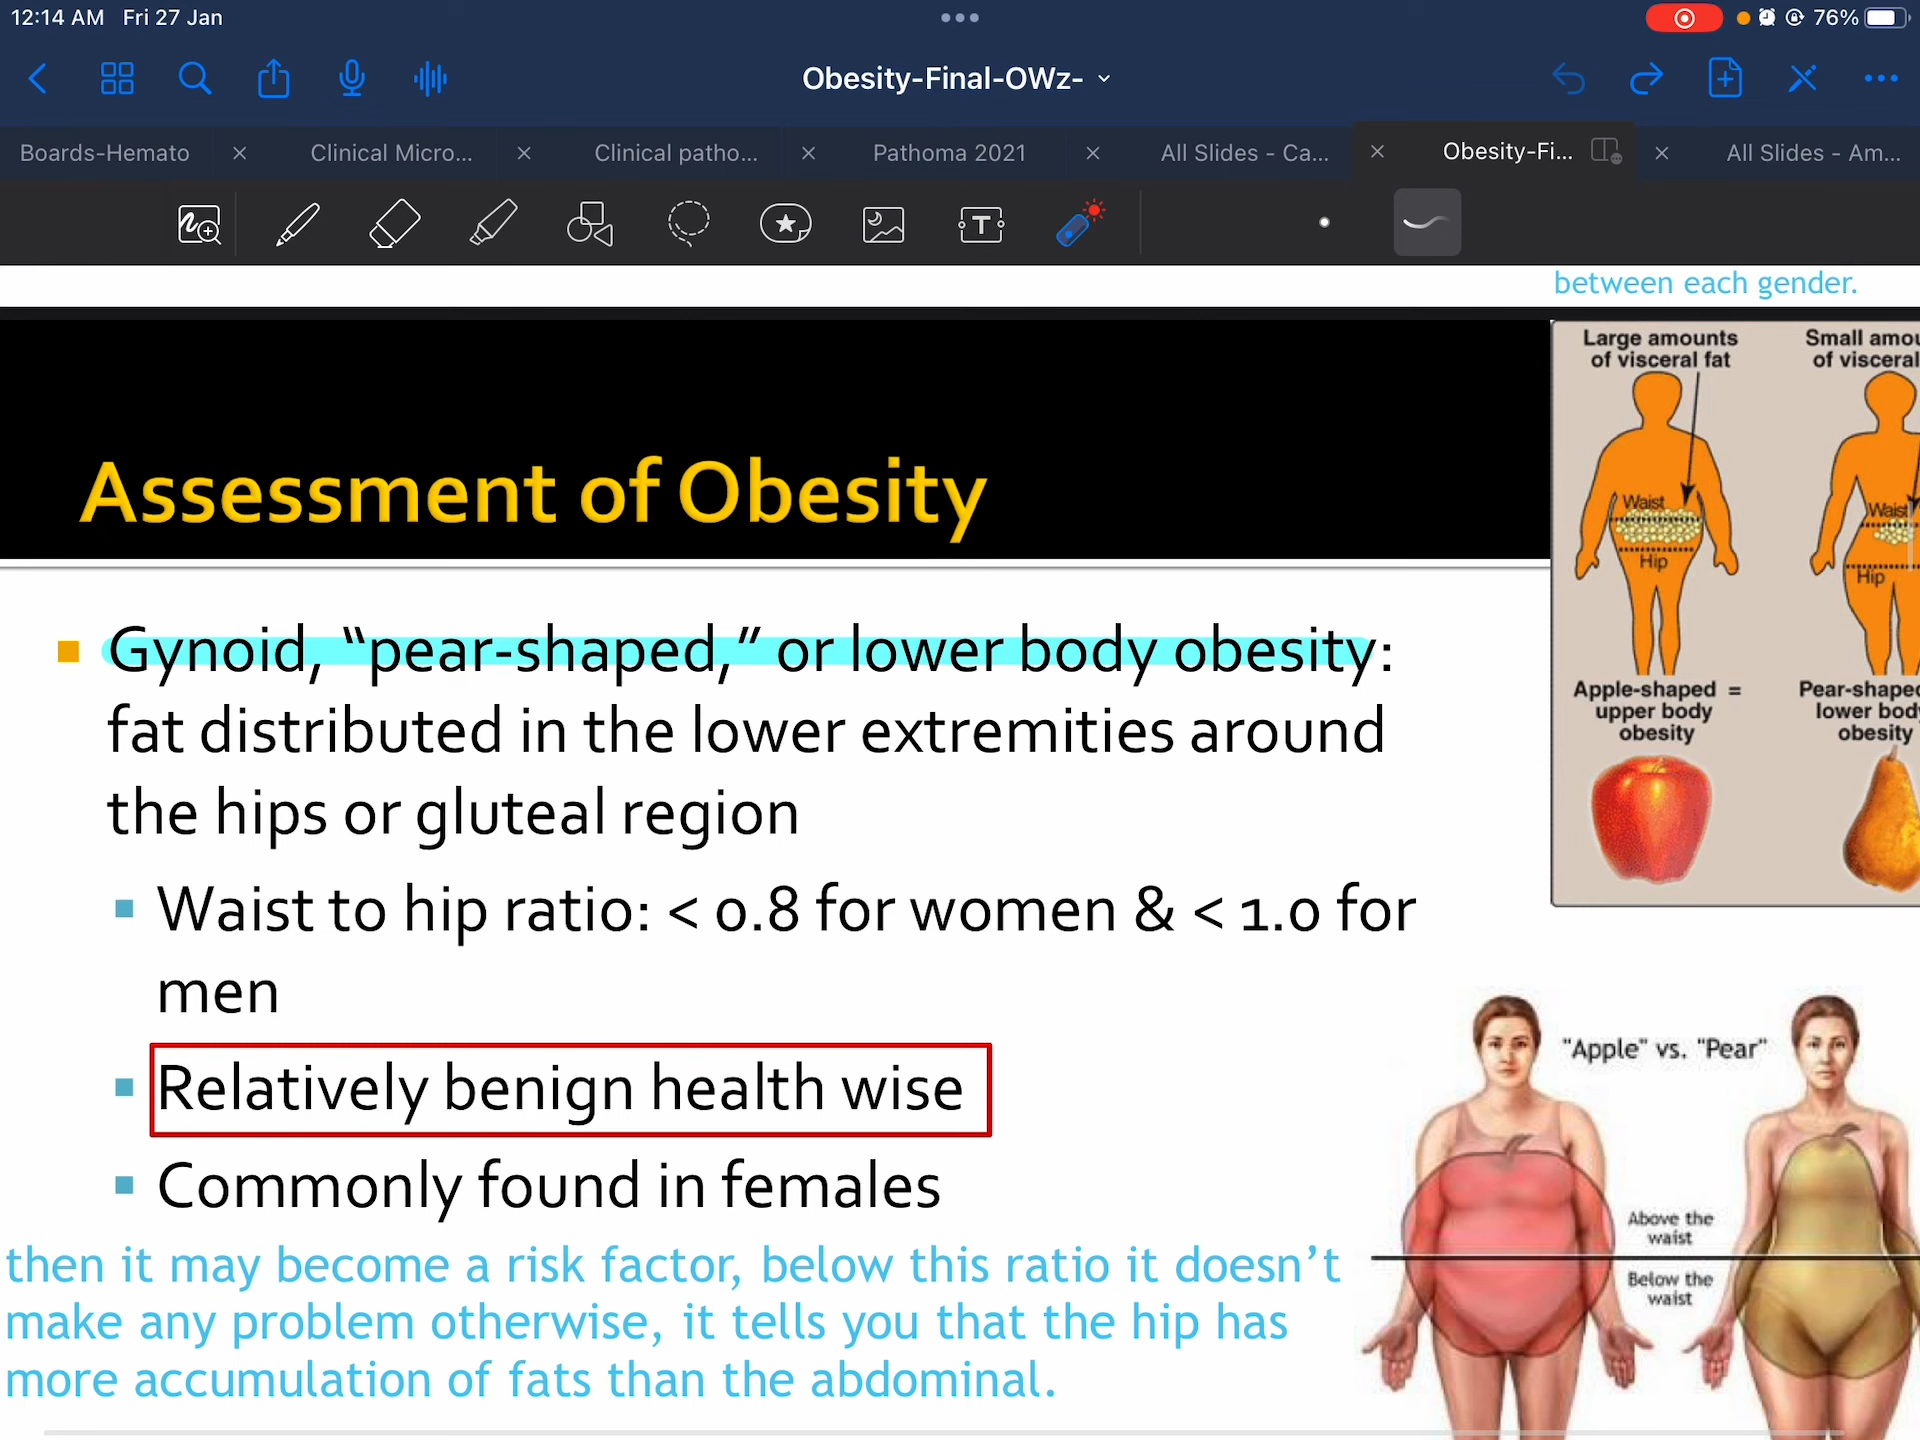 12:14 AM Fri 27 Jan
76%
Obesity-Final-OWz-
Boards-Hemato
Clinical Micro...
Clinical patho...
Pathoma 2021
All Slides - Ca...
Obesity-Fi...
All Slides - Am...
between each gender.
Assessment of Obesity
Large amounts
of visceral fat
Small
of visceral
Waist
Hip
Waist
Hip
Apple-shaped =
upper body
obesity
lower
obesity
Gynoid, “pear-shaped,” or lower body obesity:
fat distributed in the lower extremities around
the hips or gluteal region
Waist to hip ratio: < 0.8 for women & < 1.0 for
men
Relatively benign health wise
Commonly found in females
then it may become a risk factor, below this ratio it doesn’t
make any problem otherwise, it tells you that the hip has
more accumulation of fats than the abdominal.
"Apple" vs. "Pear"
Above the
waist
Below the
waist